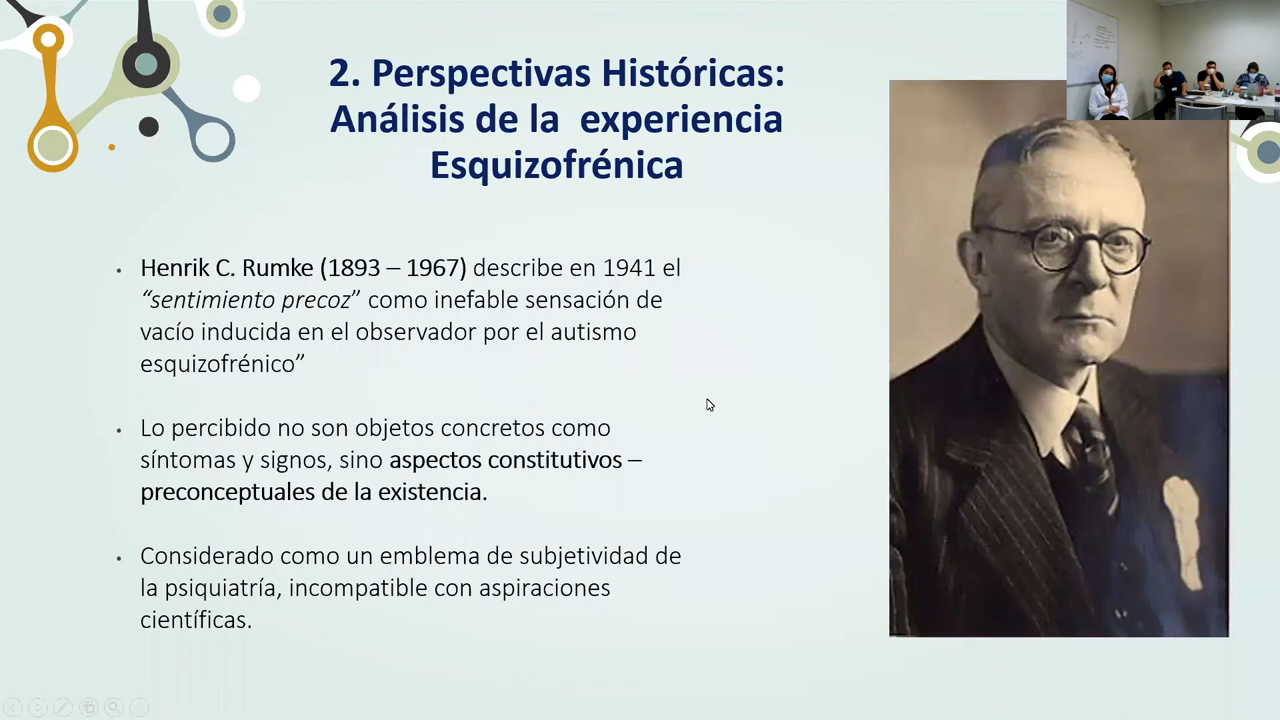 2. Perspectivas Históricas:
Análisis de la  experiencia
Esquizofrénica
• Henrik C. Rumke (1893 – 1967) describe en 1941 el
“sentimiento precoz” como inefable sensación de
vacío inducida en el observador por el autismo
esquizofrénico”
• Lo percibido no son objetos concretos como
síntomas y signos, sino aspectos constitutivos –
preconceptuales de la existencia.
• Considerado como un emblema de subjetividad de
la psiquiatría, incompatible con aspiraciones
científicas.